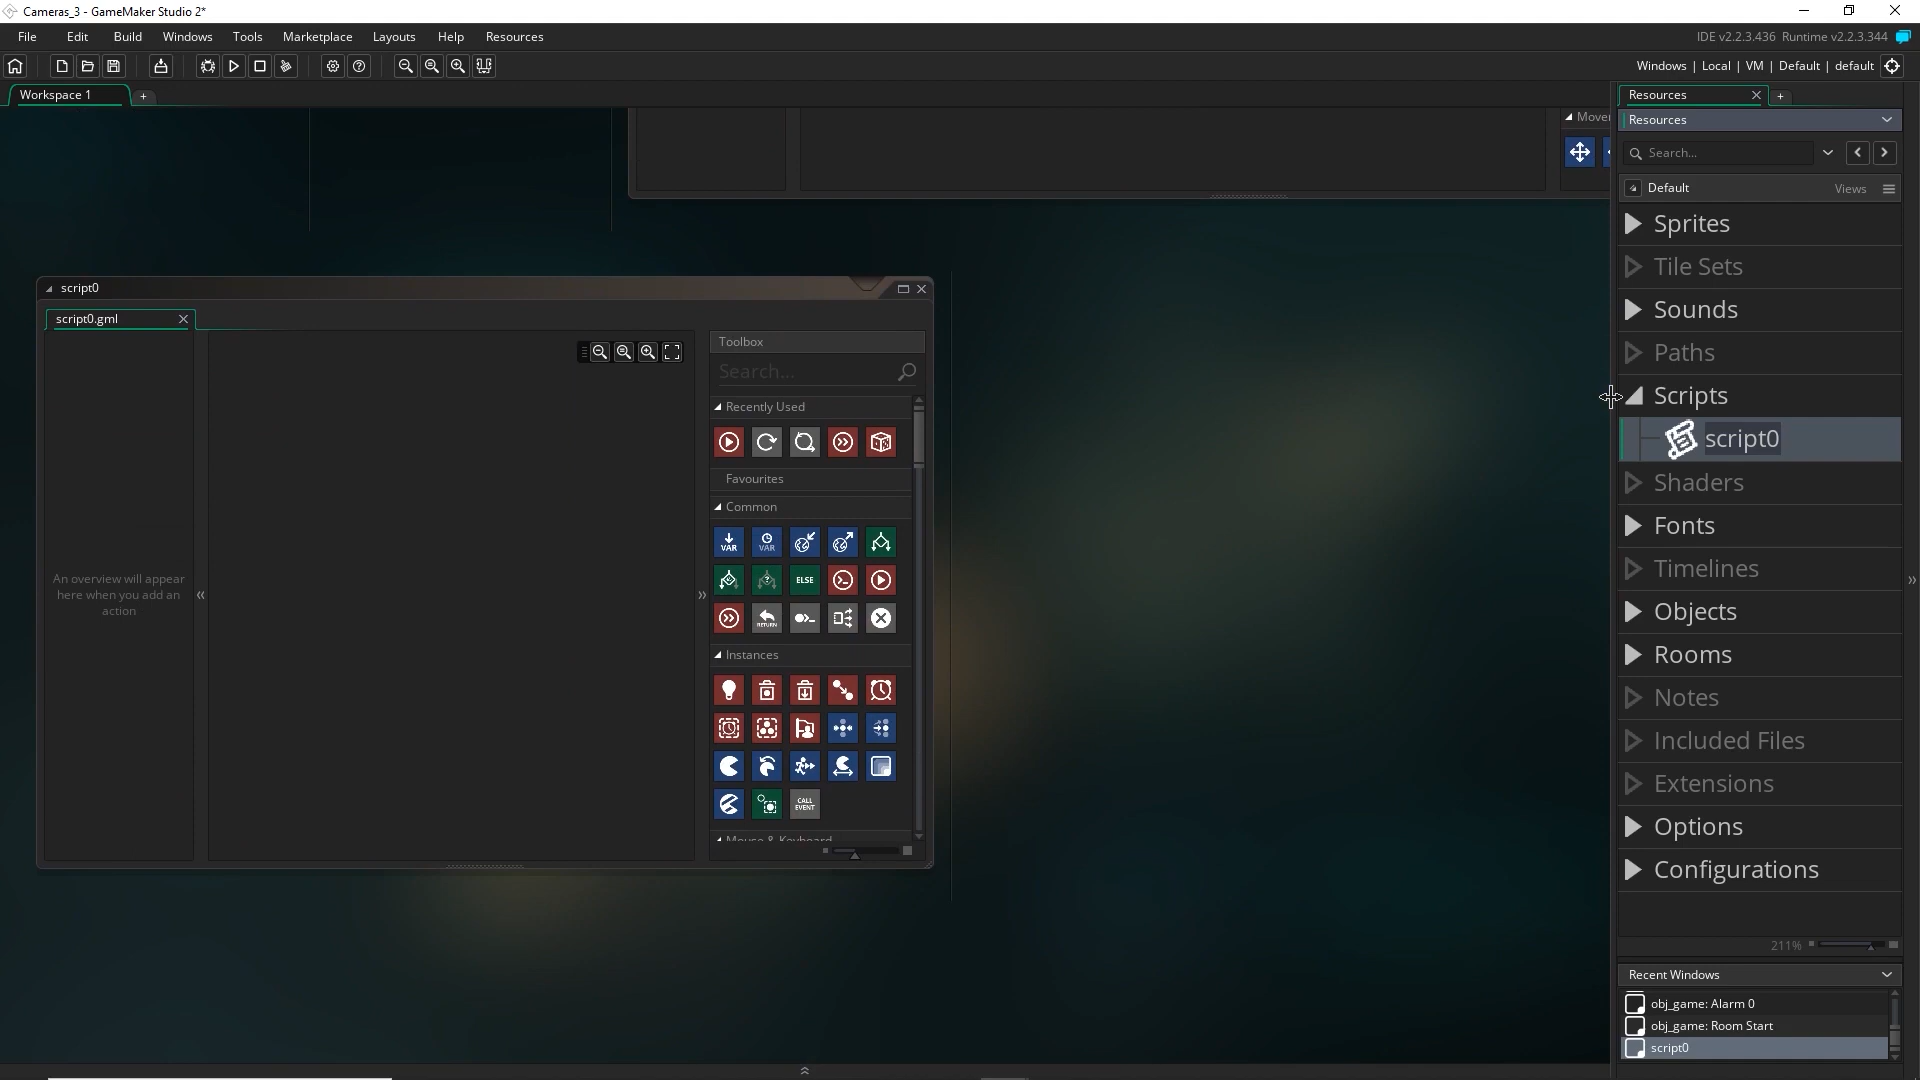 Cameras_3 - GameMaker Studio 2*
File Edit Build Windows Tools Marketplace Layouts Help Resources
IDE v2.2.3.436 Runtime v2.2.3.344
Windows | Local | VM | Default | default
Workspace 1
Resources
Resources
Search...
Default Views
Sprites
Tile Sets
Sounds
Paths
Scripts
script0
Shaders
Fonts
Timelines
Objects
Rooms
Notes
Included Files
Extensions
Options
Configurations
211%
Recent Windows
obj_game: Alarm 0
obj_game: Room Start
script0
script0
script0.gml
An overview will appear
here when you add an
action
Toolbox
Search...
Recently Used
Favourites
Common
VAR
VAR
ELSE
RETURN
Instances
CALL
EVENT
Mouse & Keyboard